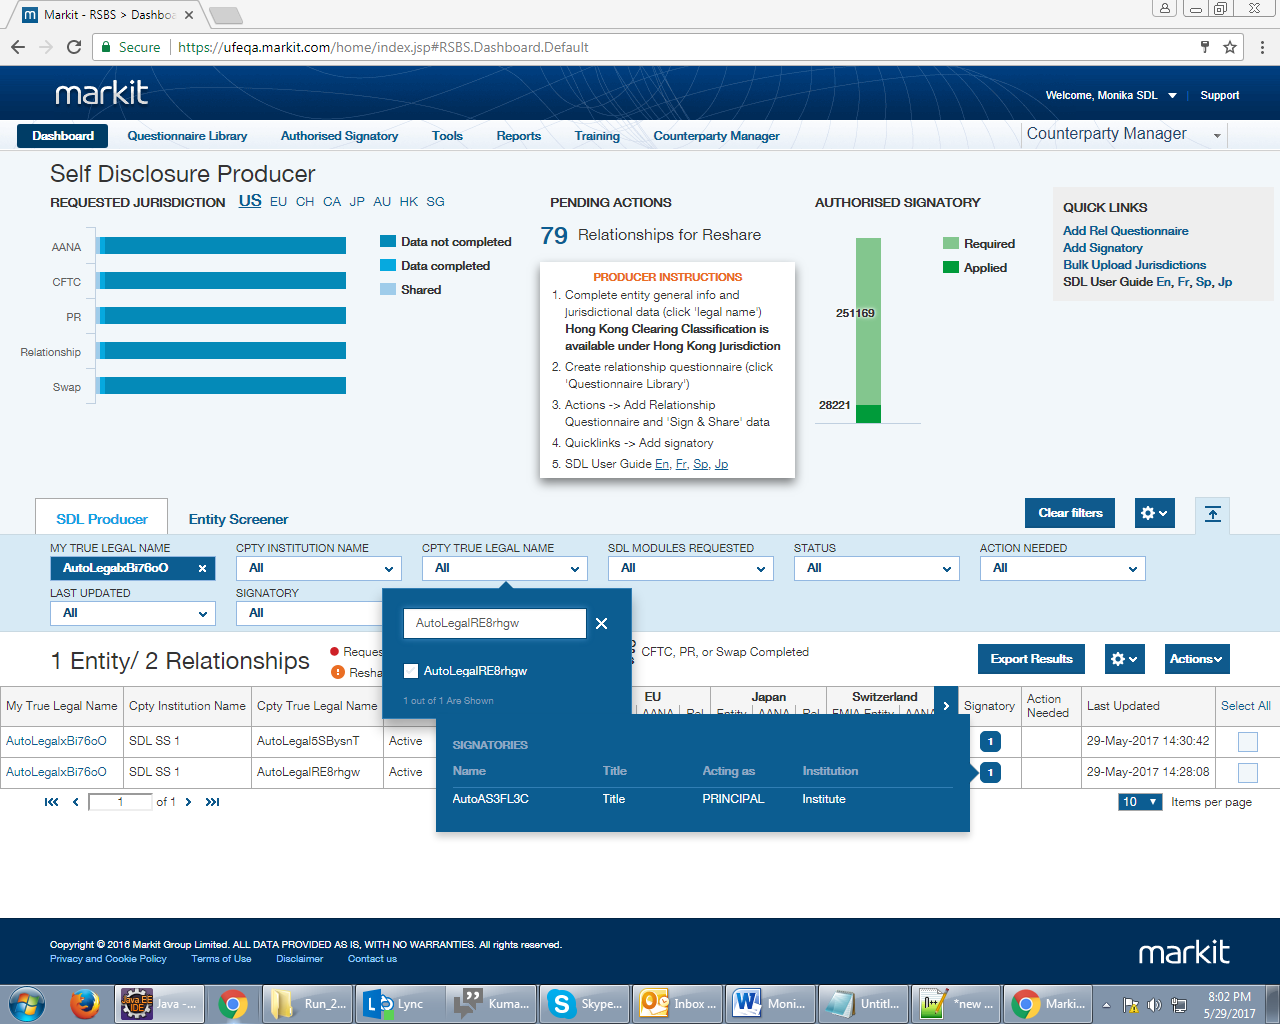 Markit - RSBS > Dashboa
Secure
https://ufeqa.markit.com/home/index.jsp#RSBS.Dashboard.Default
markit
Welcome, Monika SDL
Support
Dashboard
Questionnaire Library
Authorised Signatory
Tools
Reports
Training
Counterparty Manager
Counterparty Manager
Self Disclosure Producer
REQUESTED JURISDICTION US EU CH CA JP AU HK SG
AANA
CFTC
PR
Relationship
Swap
Data not completed
Data completed
Shared
PENDING ACTIONS
79 Relationships for Reshare
PRODUCER INSTRUCTIONS
1. Complete entity general info and
jurisdictional data (click 'legal name')
Hong Kong Clearing Classification is
available under Hong Kong Jurisdiction
2. Create relationship questionnaire (click
'Questionnaire Library')
3. Actions -> Add Relationship
Questionnaire and 'Sign & Share' data
4. Quicklinks -> Add signatory
5. SDL User Guide En, Fr, Sp, Jp
AUTHORISED SIGNATORY
251169
28221
Required
Applied
QUICK LINKS
Add Rel Questionnaire
Add Signatory
Bulk Upload Jurisdictions
SDL User Guide En, Fr, Sp, Jp
SDL Producer
Entity Screener
Clear filters
MY TRUE LEGAL NAME
CPTY INSTITUTION NAME
CPTY TRUE LEGAL NAME
SDL MODULES REQUESTED
STATUS
ACTION NEEDED
AutoLegalxBi76oO
All
All
All
All
All
LAST UPDATED
SIGNATORY
All
All
AutoLegalRE8rhgw
AutoLegalRE8rhgw
1 out of 1 Are Shown
1 Entity/ 2 Relationships
Reques
Resha
CFTC, PR, or Swap Completed
Export Results
Actions
My True Legal Name
Cpty Institution Name
Cpty True Legal Name
EU
AANA
Rel
Japan
Entity
AANA
Rel
Switzerland
FMIA Entity
AANA
Signatory
Action
Needed
Last Updated
Select All
AutoLegalxBi76oO
SDL SS 1
AutoLegal5SBysnT
Active
1
29-May-2017 14:30:42
AutoLegalxBi76oO
SDL SS 1
AutoLegalRE8rhgw
Active
1
29-May-2017 14:28:08
SIGNATORIES
Name
Title
Acting as
Institution
AutoAS3FL3C
Title
PRINCIPAL
Institute
1 of 1
10 Items per page
Copyright © 2016 Markit Group Limited. ALL DATA PROVIDED AS IS, WITH NO WARRANTIES. All rights reserved.
Privacy and Cookie Policy
Terms of Use
Disclaimer
Contact us
markit
Java -...
Run_2...
Lync
Kuma...
Skype...
Inbox ...
Moni...
Untitl...
*new ...
Marki...
8:02 PM
5/29/2017